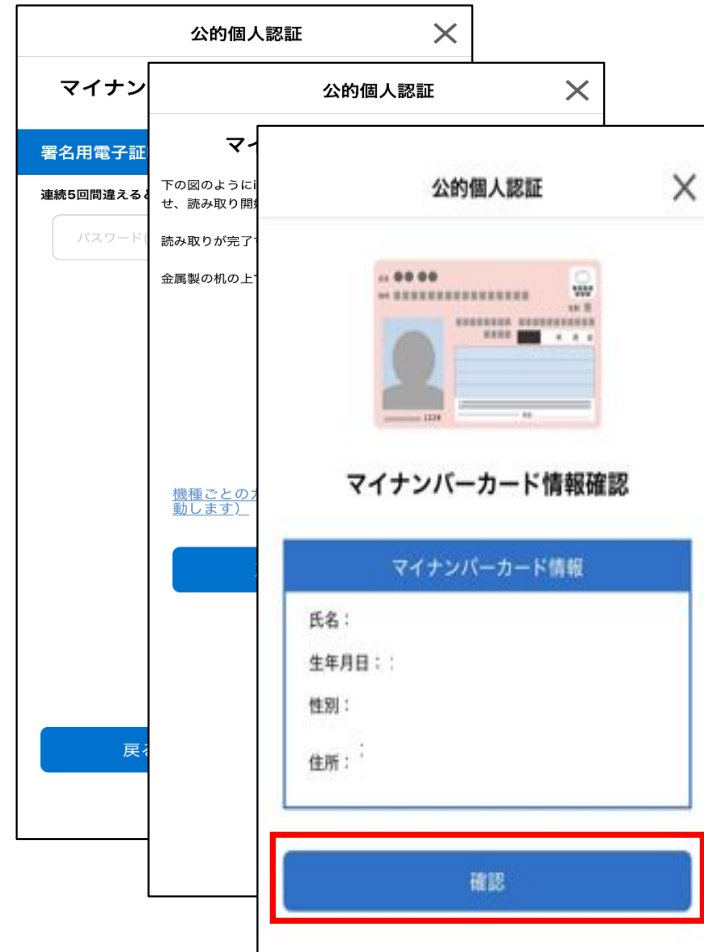 公的個人認証
マイナン
署名用電子証
連続5回間違えると
パスワード(
戻る
公的個人認証
マイ
下の図のようにi
せ、読み取り開始
読み取りが完了す
金属製の机の上で
機種ごとのカ
動します）
公的個人認証
1234
マイナンバーカード情報確認
マイナンバーカード情報
氏名：
生年月日：：
性別：
住所：
確認